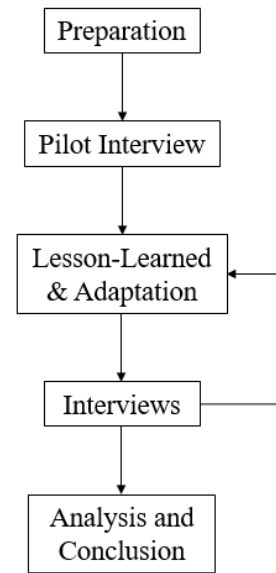 Preparation
Pilot Interview
Lesson-Learned
& Adaptation
Interviews
Analysis and
Conclusion